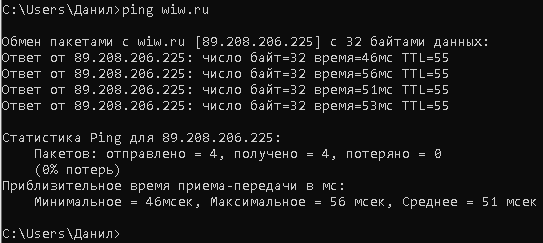 C:\Users\Данил>ping wiw.ru
Обмен пакетами с wiw.ru [89.208.206.225] с 32 байтами данных:
Ответ от 89.208.206.225: число байт=32 время=46мс TTL=55
Ответ от 89.208.206.225: число байт=32 время=56мс TTL=55
Ответ от 89.208.206.225: число байт=32 время=51мс TTL=55
Ответ от 89.208.206.225: число байт=32 время=53мс TTL=55
Статистика Ping для 89.208.206.225:
Пакетов: отправлено = 4, получено = 4, потеряно = 0
(0% потерь)
Приблизительное время приема-передачи в мс:
Минимальное = 46мсек, Максимальное = 56 мсек, Среднее = 51 мсек
C:\Users\Данил>